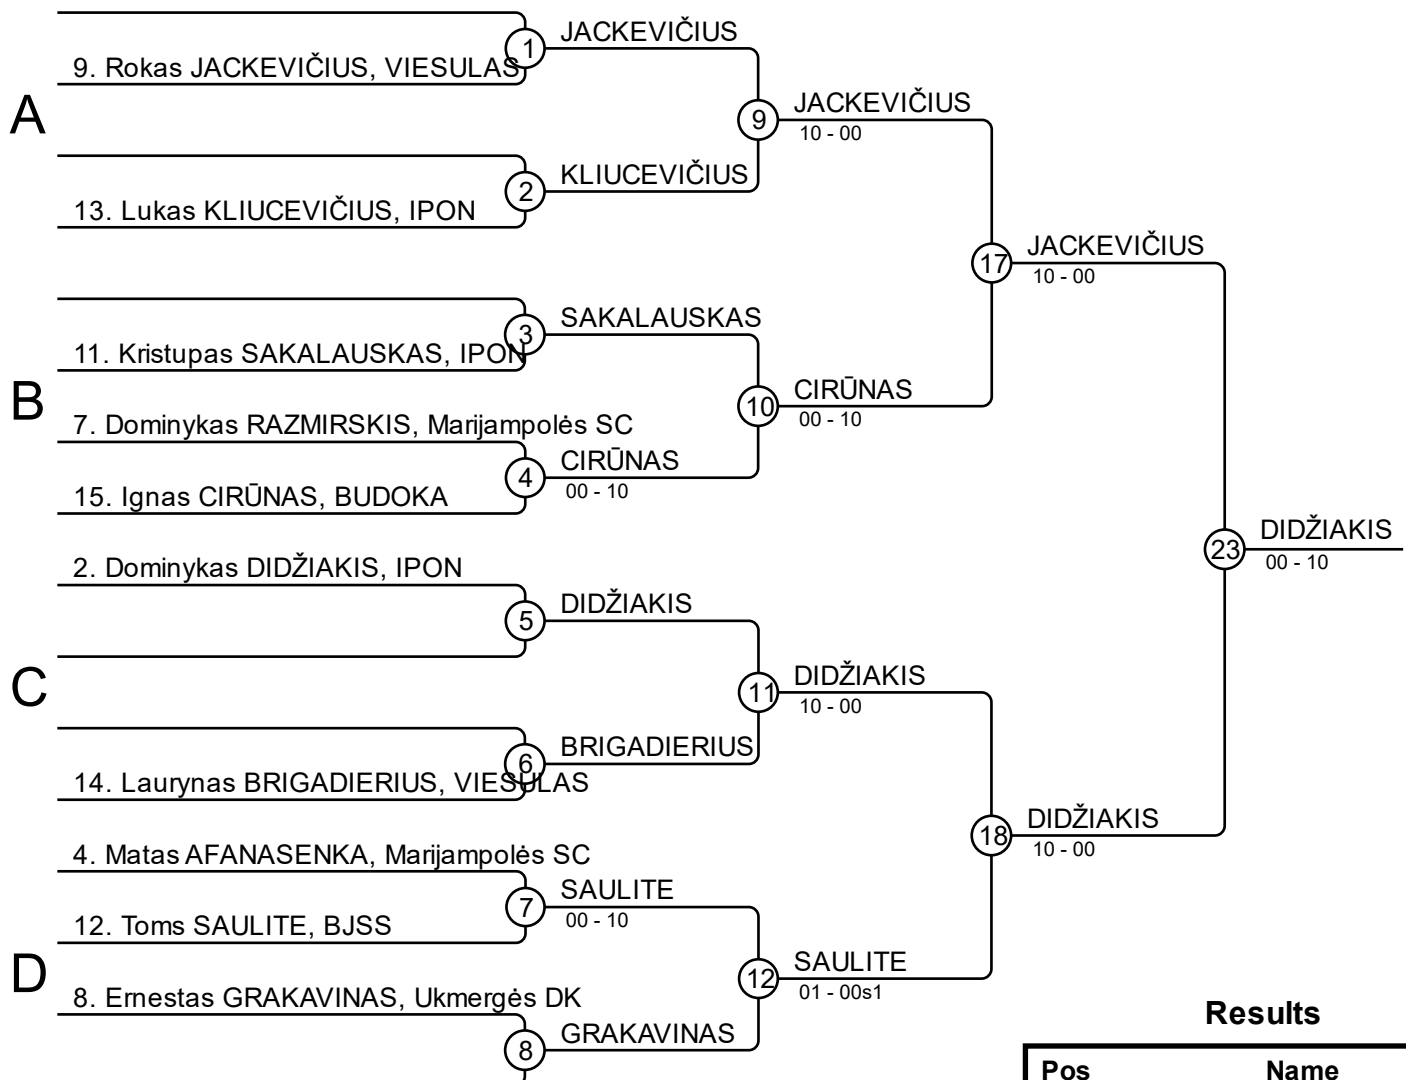 A
9. Rokas JACKEVIČIUS, VIESULAS
13. Lukas KLIUCEVIČIUS, IPON
1
JACKEVIČIUS
2
KLIUCEVIČIUS
9
JACKEVIČIUS
10 - 00
B
11. Kristupas SAKALAUSKAS, IPON
7. Dominykas RAZMIRSKIS, Marijampolės SC
15. Ignas CIRŪNAS, BUDOKA
3
SAKALAUSKAS
4
CIRŪNAS
00 - 10
10
CIRŪNAS
00 - 10
17
JACKEVIČIUS
10 - 00
C
2. Dominykas DIDŽIAKIS, IPON
14. Laurynas BRIGADIERIUS, VIESULAS
5
DIDŽIAKIS
6
BRIGADIERIUS
11
DIDŽIAKIS
10 - 00
D
4. Matas AFANASENKA, Marijampolės SC
12. Toms SAULITE, BJSS
8. Ernestas GRAKAVINAS, Ukmergės DK
7
SAULITE
00 - 10
8
GRAKAVINAS
12
SAULITE
01 - 00s1
18
DIDŽIAKIS
10 - 00
23
DIDŽIAKIS
00 - 10
Results
Pos Name